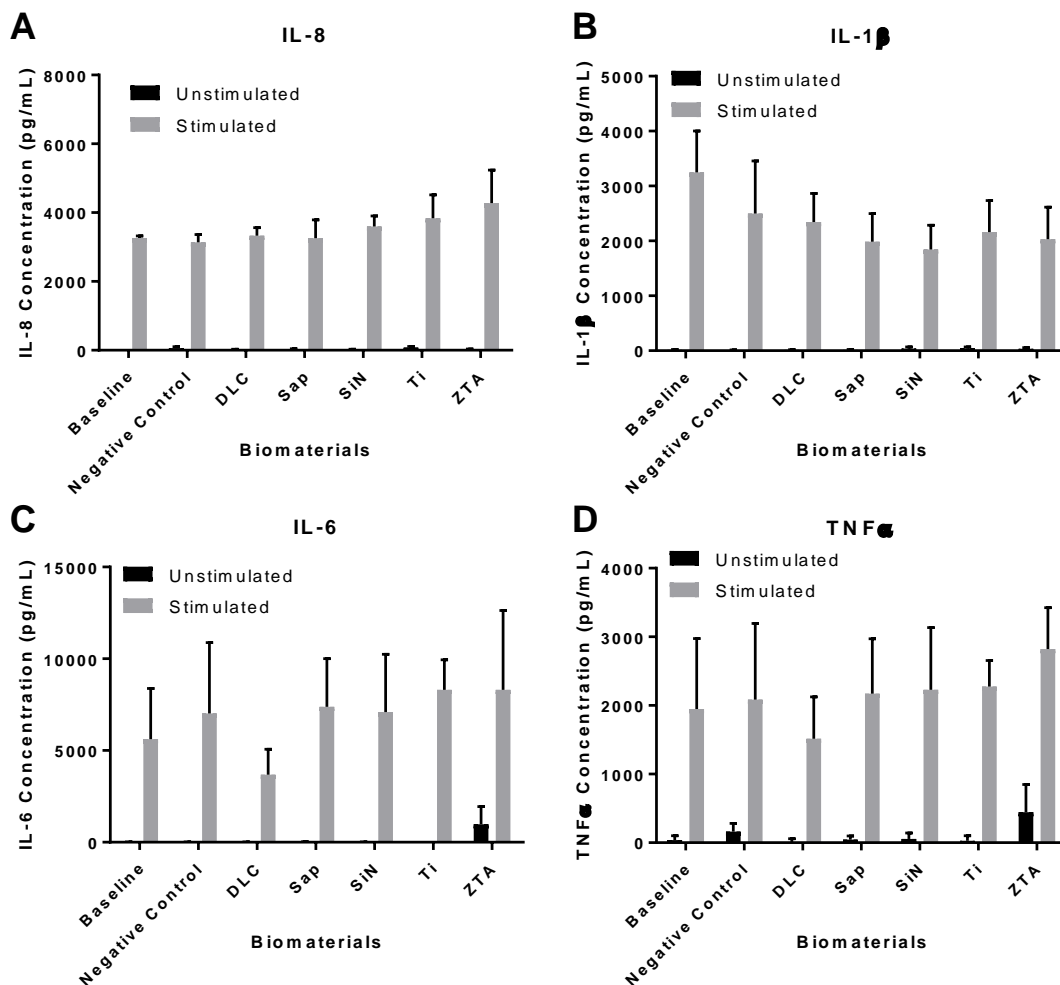 A
IL-8
IL-8 Concentration (pg/mL)
8000
6000
4000
2000
0
Unstimulated
Stimulated
Baseline
Negative Control
DLC
Sap
SiN
Ti
ZTA
Biomaterials
B
IL-1β
IL-1β Concentration (pg/mL)
5000
4000
3000
2000
1000
0
Unstimulated
Stimulated
Baseline
Negative Control
DLC
Sap
SiN
Ti
ZTA
Biomaterials
C
IL-6
IL-6 Concentration (pg/mL)
15000
10000
5000
0
Unstimulated
Stimulated
Baseline
Negative Control
DLC
Sap
SiN
Ti
ZTA
Biomaterials
D
TNFα
TNFα Concentration (pg/mL)
4000
3000
2000
1000
0
Unstimulated
Stimulated
Baseline
Negative Control
DLC
Sap
SiN
Ti
ZTA
Biomaterials